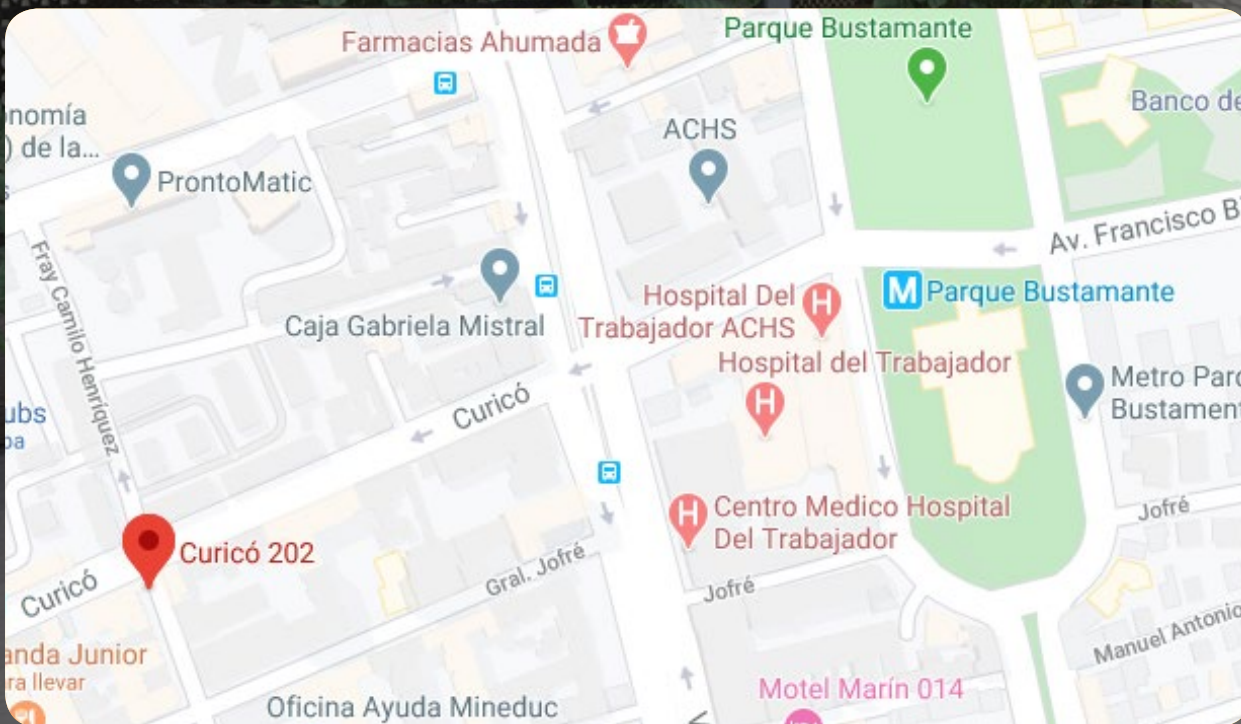 Farmacias Ahumada
Parque Bustamante
nomía
) de la...
ProntoMatic
ACHS
Banco de
Av. Francisco B
Fray Camilo Henríquez
Caja Gabriela Mistral
Hospital Del
Trabajador ACHS
M Parque Bustamante
Hospital del Trabajador
H
H
Metro Parq
Bustament
Curicó
ubs
Centro Medico Hospital
Del Trabajador
H
Jofré
Curicó 202
Gral. Jofré
Curicó
Jofré
Manuel Antonio
anda Junior
ra llevar
Motel Marín 014
Oficina Ayuda Mineduc